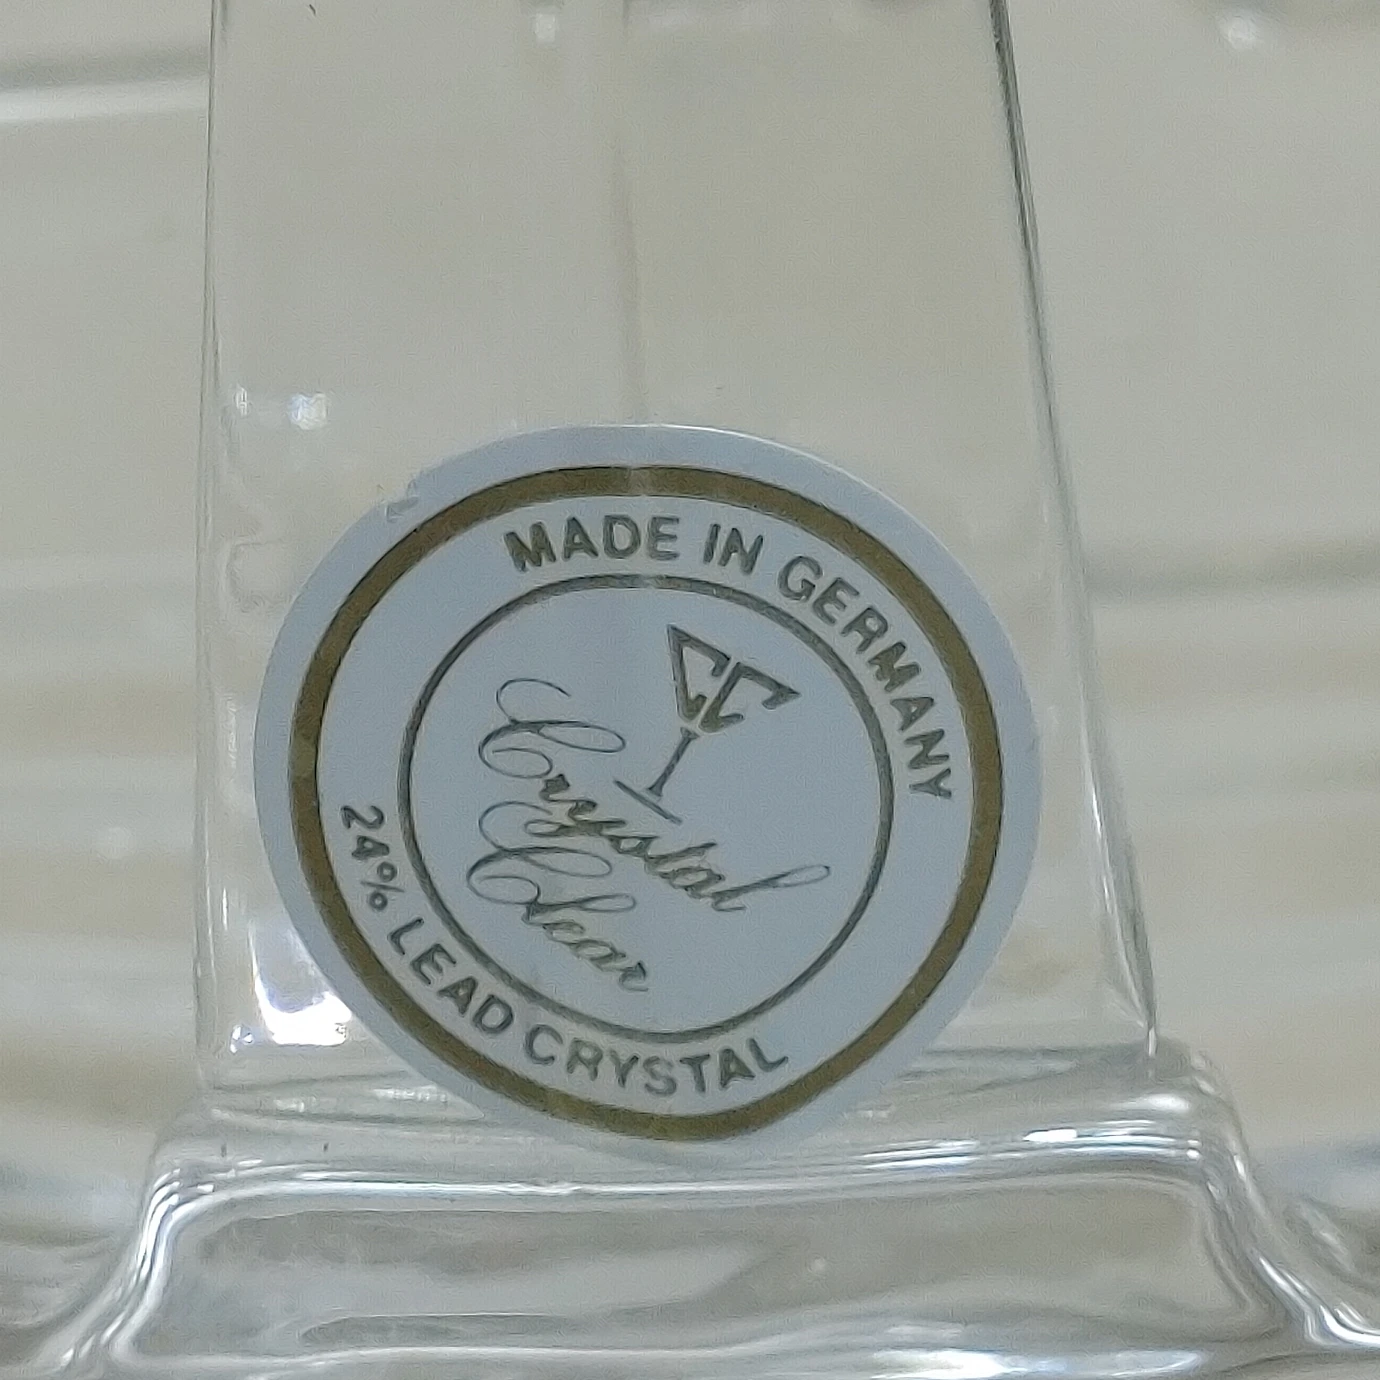 MADE IN GERMANY
CC
Crystal
Clear
24% LEAD CRYSTAL